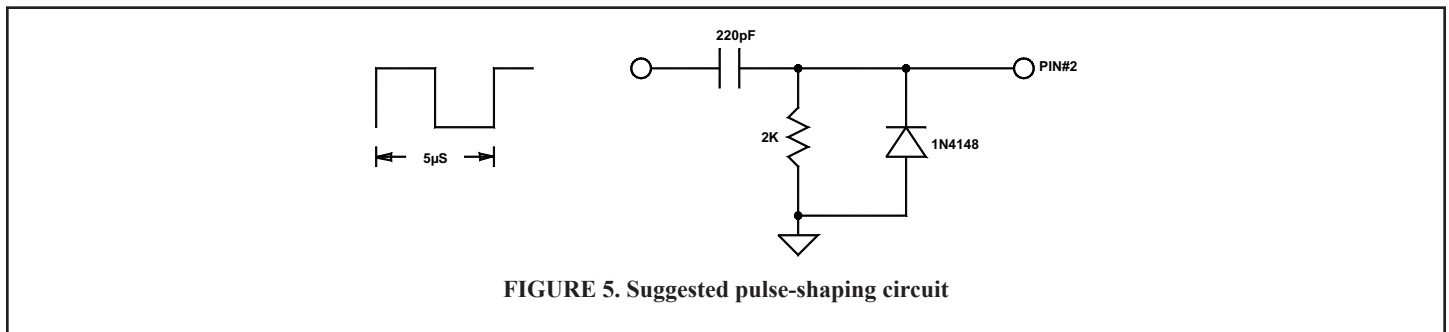 220pF
PIN#2
2K
1N4148
5µS
FIGURE 5. Suggested pulse-shaping circuit